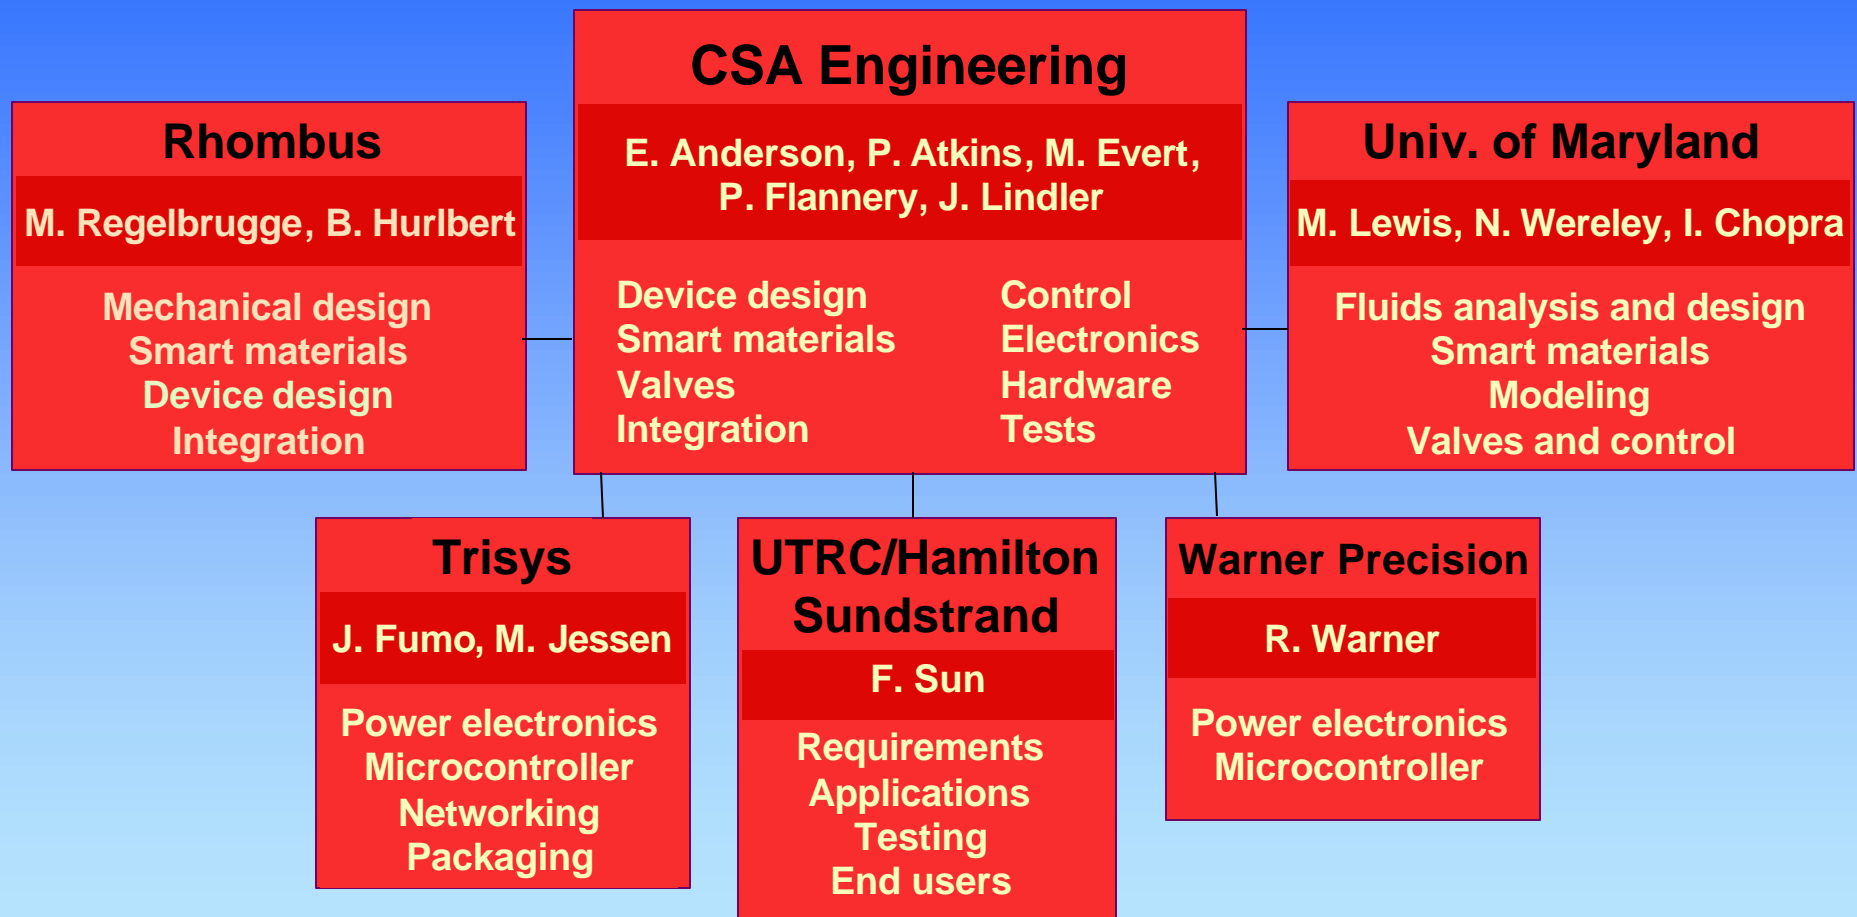 CSA Engineering
E. Anderson, P. Atkins, M. Evert,
P. Flannery, J. Lindler
Device design
Smart materials
Valves
Integration
Control
Electronics
Hardware
Tests
Rhombus
M. Regelbrugge, B. Hurlbert
Mechanical design
Smart materials
Device design
Integration
Univ. of Maryland
M. Lewis, N. Wereley, I. Chopra
Fluids analysis and design
Smart materials
Modeling
Valves and control
Trisys
J. Fumo, M. Jessen
Power electronics
Microcontroller
Networking
Packaging
UTRC/Hamilton
Sundstrand
F. Sun
Requirements
Applications
Testing
End users
Warner Precision
R. Warner
Power electronics
Microcontroller